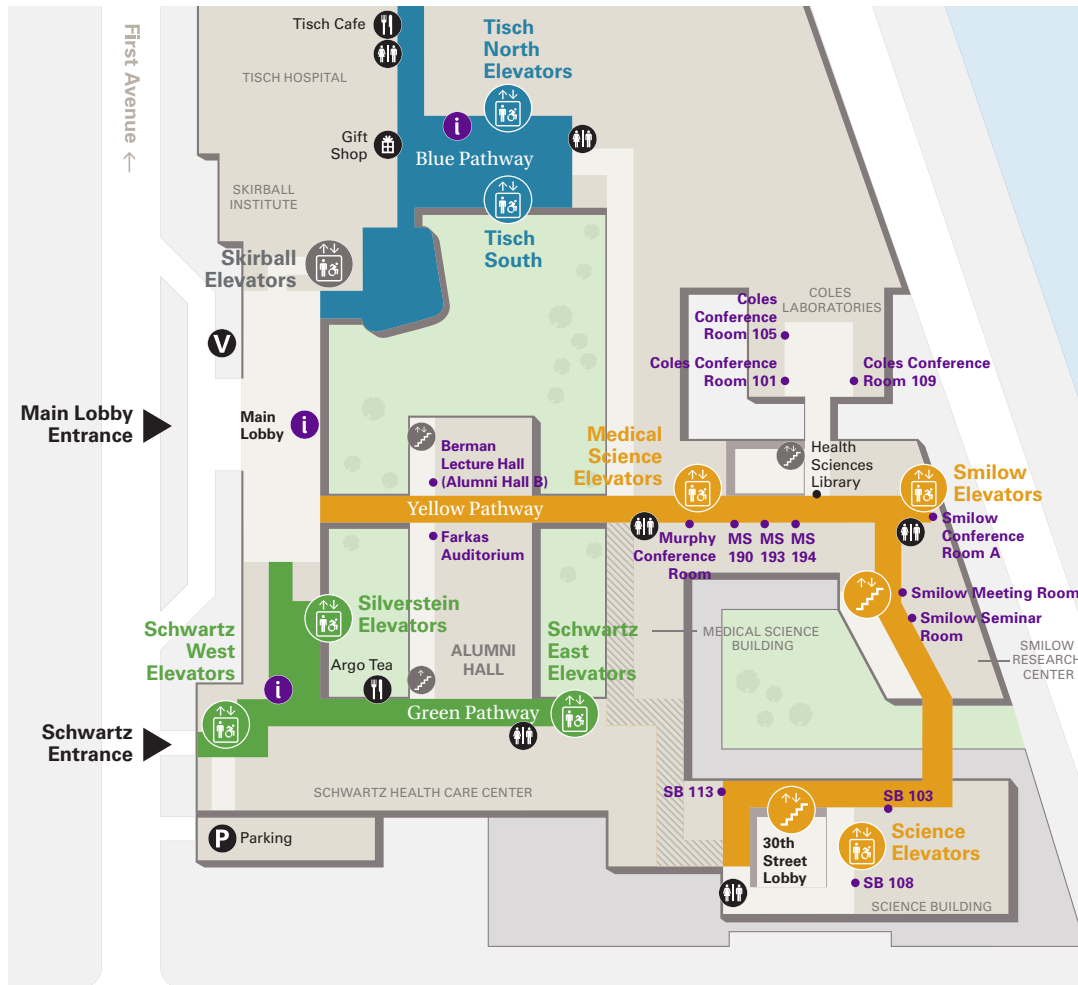 First Avenue ←
Tisch Cafe
TISCH HOSPITAL
Tisch
North
Elevators
i
Gift
Shop
Blue Pathway
SKIRBALL
INSTITUTE
Tisch
South
Skirball
Elevators
V
COLES
LABORATORIES
Coles
Conference
Room 105
Coles Conference
Room 101
Coles Conference
Room 109
Main Lobby
Entrance
Main
Lobby
i
Berman
Lecture Hall
(Alumni Hall B)
Medical
Science
Elevators
Health
Sciences
Library
Smilow
Elevators
Yellow Pathway
Farkas
Auditorium
Murphy
Conference
Room
MS
190
MS
193
MS
194
Smilow
Conference
Room A
Smilow Meeting Room
Smilow Seminar
Room
Silverstein
Elevators
Schwartz
West
Elevators
Schwartz
East
Elevators
MEDICAL SCIENCE
BUILDING
SMILOW
RESEARCH
CENTER
ALUMNI
HALL
Argo Tea
i
Green Pathway
Schwartz
Entrance
SCHWARTZ HEALTH CARE CENTER
SB 113
SB 103
P
Parking
30th
Street
Lobby
Science
Elevators
SB 108
SCIENCE BUILDING